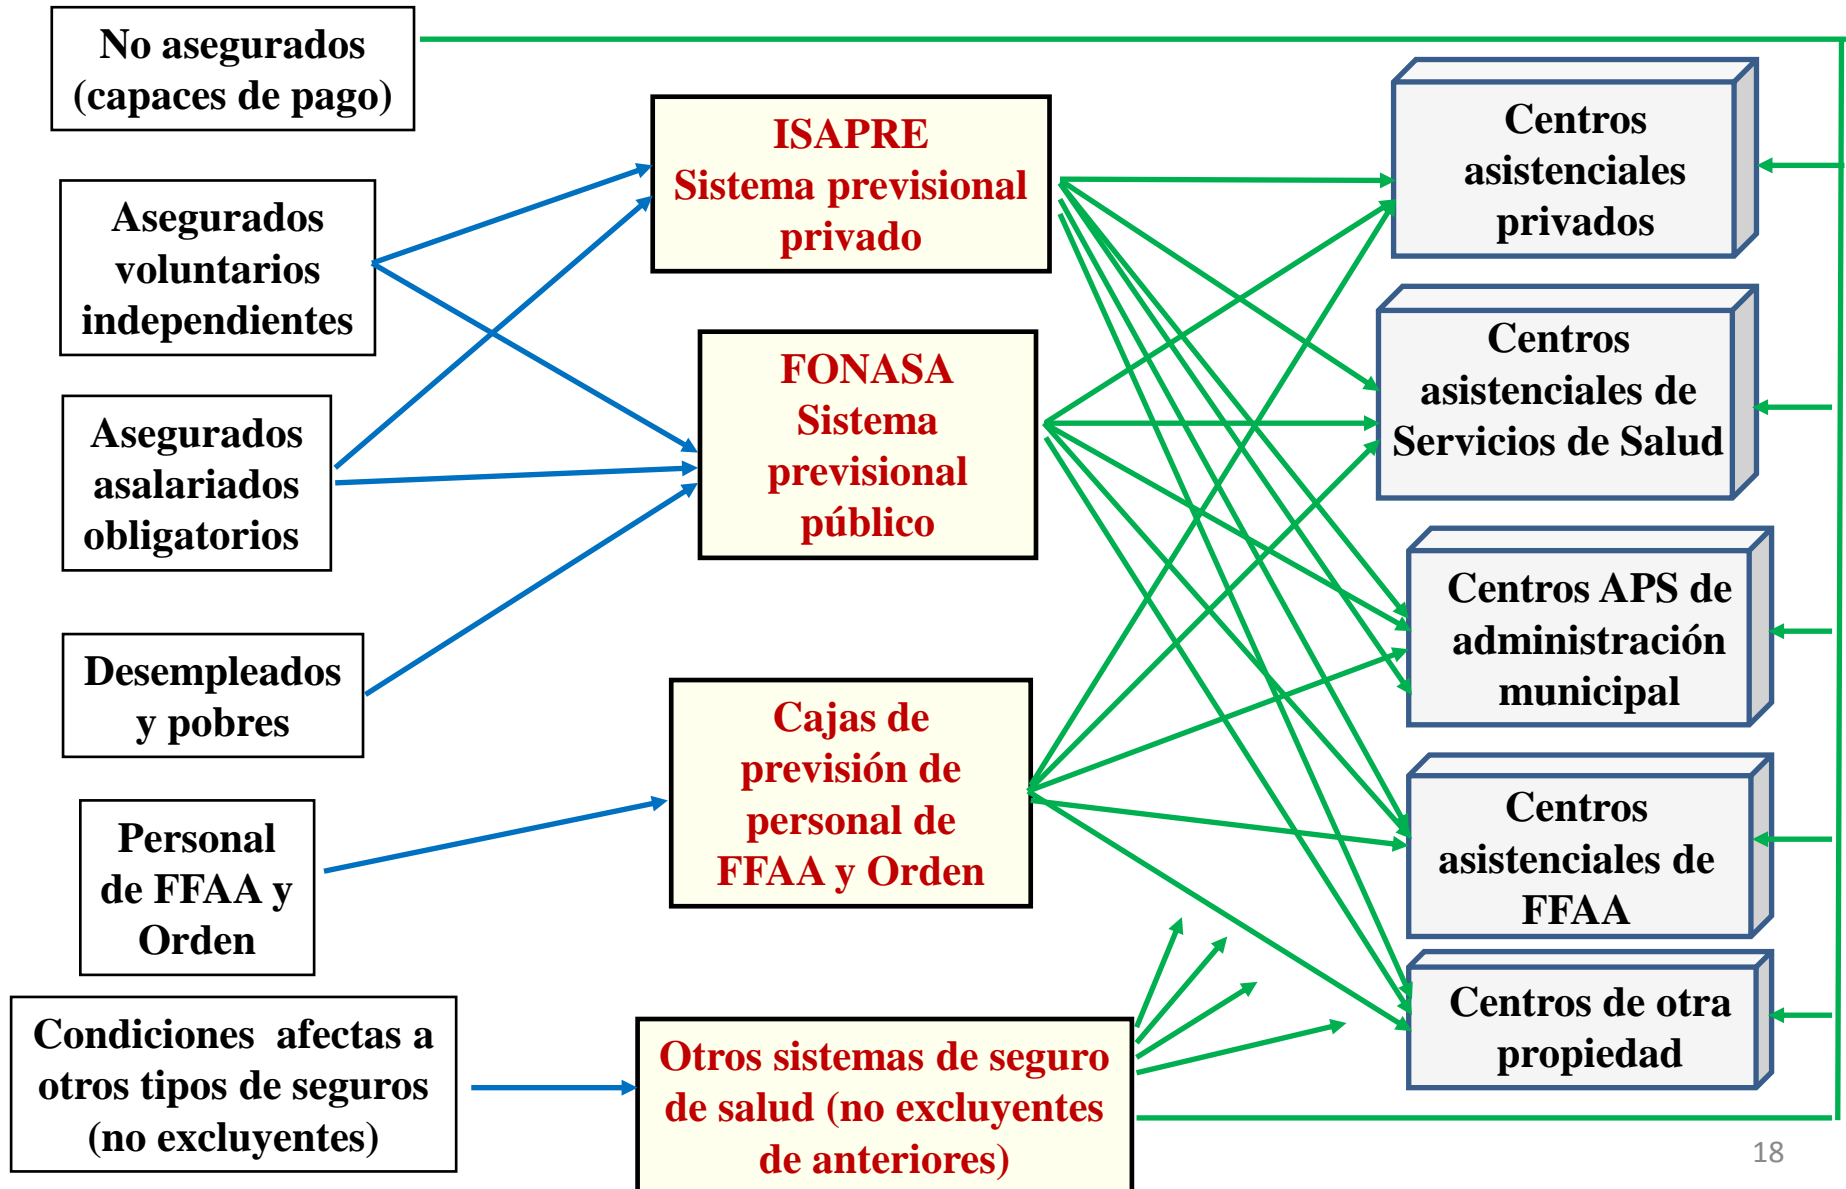 No asegurados
(capaces de pago)
Asegurados
voluntarios
independientes
Asegurados
asalariados
obligatorios
Desempleados
y pobres
Personal
de FFAA y
Orden
Condiciones afectas a
otros tipos de seguros
(no excluyentes)
ISAPRE
Sistema previsional
privado
FONASA
Sistema
previsional
público
Cajas de
previsión de
personal de
FFAA y Orden
Otros sistemas de seguro
de salud (no excluyentes
de anteriores)
Centros
asistenciales
privados
Centros
asistenciales de
Servicios de Salud
Centros APS de
administración
municipal
Centros
asistenciales de
FFAA
Centros de otra
propiedad
18